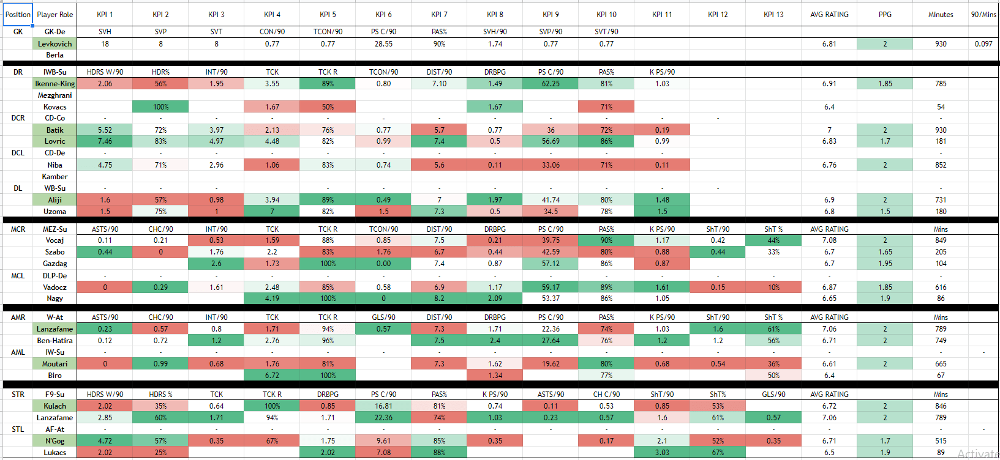 Position Player Role KPI 1 KPI 2 KPI 3 KPI 4 KPI 5 KPI 6 KPI 7 KPI 8 KPI 9 KPI 10 KPI 11 KPI 12 KPI 13 AVG RATING PPG Minutes 90/Mins
GK GK-De SVH SVP SVT CON/90 TCON/90 PS C/90 PAS% SVH/90 SVP/90 SVT/90
Levkovich 18 8 8 0.77 0.77 28.55 90% 1.74 0.77 0.77 6.81 2 930 0.097
Berla
DR IWB-Su HDRS W/90 HDR% INT/90 TCK TCK R TCON/90 DIST/90 DRBPG PS C/90 PAS% K PS/90
Ikenne-King 2.06 56% 1.95 3.55 89% 0.80 7.10 1.49 62.25 81% 1.03 6.91 1.85 785
Mezghrani
Kovacs 100% 1.67 50% 1.67 71% 6.4 54
DCR CD-Co - - - - - - - - - - - - -
Batik 5.52 72% 3.97 2.13 76% 0.77 5.7 0.77 36 72% 0.19 7 2 930
Lovric 7.46 83% 4.97 4.48 82% 0.99 7.4 0.5 56.69 86% 0.99 6.83 1.7 181
DCL CD-De - - - - - - - - - - - -
Niba 4.75 71% 2.96 1.06 83% 0.74 5.6 0.11 33.06 71% 0.11 6.76 2 852
Kamber
DL WB-Su - - - - - - - - - - - - -
Aliji 1.6 57% 0.98 3.94 89% 0.49 7 1.97 41.74 80% 1.48 6.9 2 731
Uzoma 1.5 75% 1 7 82% 1.5 7.3 0.5 34.5 78% 1.5 6.8 1.5 180
MCR MEZ-Su ASTS/90 CHC/90 INT/90 TCK TCK R TCON/90 DIST/90 DRBPG PS C/90 PAS% K PS/90 ShT/90 ShT % AVG RATING Mins
Vocaj 0.11 0.21 0.53 1.59 88% 0.85 7.5 0.21 39.75 90% 1.17 0.42 44% 7.08 2 849
Szabo 0.44 0 1.76 2.2 83% 1.76 6.7 0.44 42.59 80% 0.88 0.44 33% 6.7 1.65 205
Gazdag 2.6 1.73 100% 0.00 7.4 0.87 57.12 86% 0.87 6.7 1.95 104
MCL DLP-De - - - - - - - - - - - - - -
Vadocz 0 0.29 1.61 2.48 85% 0.58 6.9 1.17 59.17 89% 1.61 0.15 10% 6.87 1.85 616
Nagy 4.19 100% 0 8.2 2.09 53.37 86% 1.05 6.65 1.9 86
AMR W-At ASTS/90 CHC/90 INT/90 TCK TCK R GLS/90 DIST/90 DRBPG PS C/90 PAS% K PS/90 ShT/90 ShT % AVG RATING Mins
Lanzafame 0.23 0.57 0.8 1.71 94% 0.57 7.3 1.71 22.36 74% 1.03 1.6 61% 7.06 2 789
Ben-Hatira 0.12 0.72 1.2 2.76 96% 7.5 2.4 27.64 76% 1.2 1.2 56% 6.71 2 749
AML IW-Su - - - - - - - - - - - - - - -
Moutari 0 0.99 0.68 1.76 81% 7.3 1.62 19.62 80% 0.68 0.54 36% 6.61 2 665
Biro 6.72 100% 1.34 77% 50% 6.4 67
STR F9-Su HDRS W/90 HDRS % TCK TCK R DRBPG PS C/90 PAS% K PS/90 ASTS/90 CH C/90 ShT/90 ShT% GLS/90 AVG RATING Mins
Kulach 2.02 35% 0.64 100% 0.85 16.81 81% 0.74 0.11 0.53 0.85 53% 6.72 2 846
Lanzafame 2.85 60% 1.71 94% 1.71 22.36 74% 1.03 0.23 0.57 1.6 61% 0.57 7.06 2 789
STL AF-At - - - - - - - - - - - - - - -
N'Gog 4.72 57% 0.35 67% 1.75 9.61 85% 0.35 0.17 2.1 52% 0.35 6.71 1.7 515
Lukacs 2.02 25% 2.02 7.08 88% 3.03 67% 6.5 1.9 89
Activate